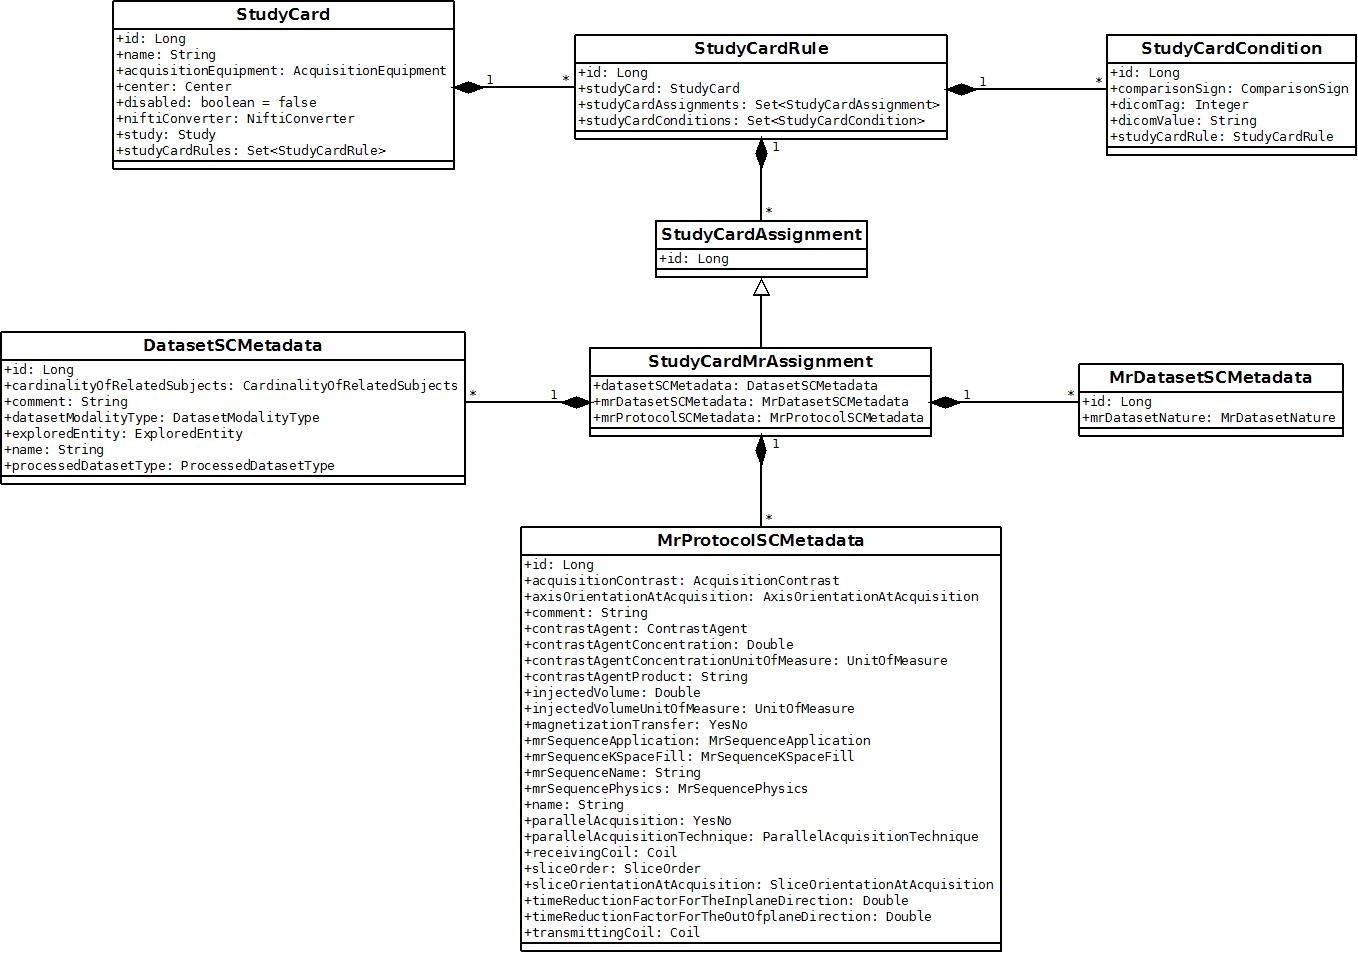 StudyCard
+id: Long
+name: String
+acquisitionEquipment: AcquisitionEquipment
+center: Center
+disabled: boolean = false
+niftiConverter: NiftiConverter
+study: Study
+studyCardRules: Set<StudyCardRule>
1
*
StudyCardRule
+id: Long
+studyCard: StudyCard
+studyCardAssignments: Set<StudyCardAssignment>
+studyCardConditions: Set<StudyCardCondition>
1
*
StudyCardCondition
+id: Long
+comparisonSign: ComparisonSign
+dicomTag: Integer
+dicomValue: String
+studyCardRule: StudyCardRule
1
*
StudyCardAssignment
+id: Long
DatasetSCMetadata
+id: Long
+cardinalityOfRelatedSubjects: CardinalityOfRelatedSubjects
+comment: String
+datasetModalityType: DatasetModalityType
+exploredEntity: ExploredEntity
+name: String
+processedDatasetType: ProcessedDatasetType
*
1
StudyCardMrAssignment
+datasetSCMetadata: DatasetSCMetadata
+mrDatasetSCMetadata: MrDatasetSCMetadata
+mrProtocolSCMetadata: MrProtocolSCMetadata
1
*
MrDatasetSCMetadata
+id: Long
+mrDatasetNature: MrDatasetNature
1
*
MrProtocolSCMetadata
+id: Long
+acquisitionContrast: AcquisitionContrast
+axisOrientationAtAcquisition: AxisOrientationAtAcquisition
+comment: String
+contrastAgent: ContrastAgent
+contrastAgentConcentration: Double
+contrastAgentConcentrationUnitOfMeasure: UnitOfMeasure
+contrastAgentProduct: String
+injectedVolume: Double
+injectedVolumeUnitOfMeasure: UnitOfMeasure
+magnetizationTransfer: YesNo
+mrSequenceApplication: MrSequenceApplication
+mrSequenceKSpaceFill: MrSequenceKSpaceFill
+mrSequenceName: String
+mrSequencePhysics: MrSequencePhysics
+name: String
+parallelAcquisition: YesNo
+parallelAcquisitionTechnique: ParallelAcquisitionTechnique
+receivingCoil: Coil
+sliceOrder: SliceOrder
+sliceOrientationAtAcquisition: SliceOrientationAtAcquisition
+timeReductionFactorForTheInplaneDirection: Double
+timeReductionFactorForTheOutOfplaneDirection: Double
+transmittingCoil: Coil